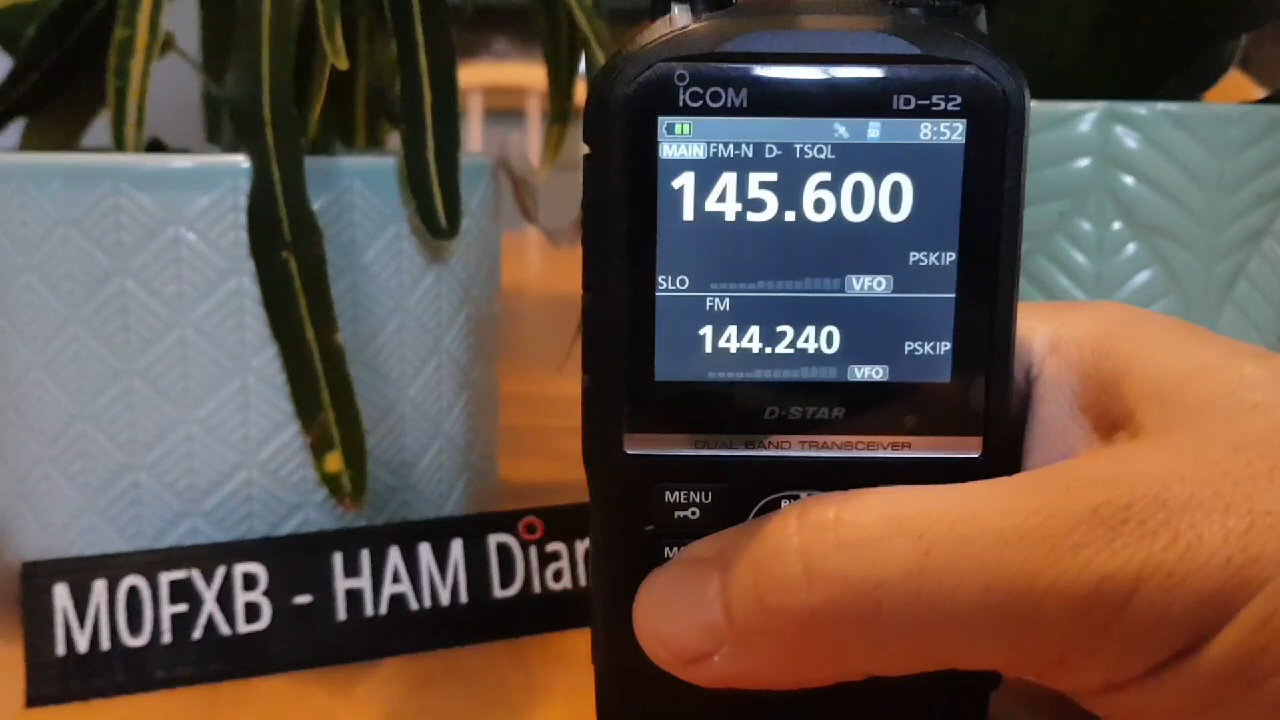 ICOM ID-52
8:52
MAIN FM-N D- TSQL
145.600
PSKIP
SLO VFO
FM
144.240 PSKIP
VFO
D-STAR
DUAL BAND TRANSCEIVER
MENU
M0FXB - HAM Diar